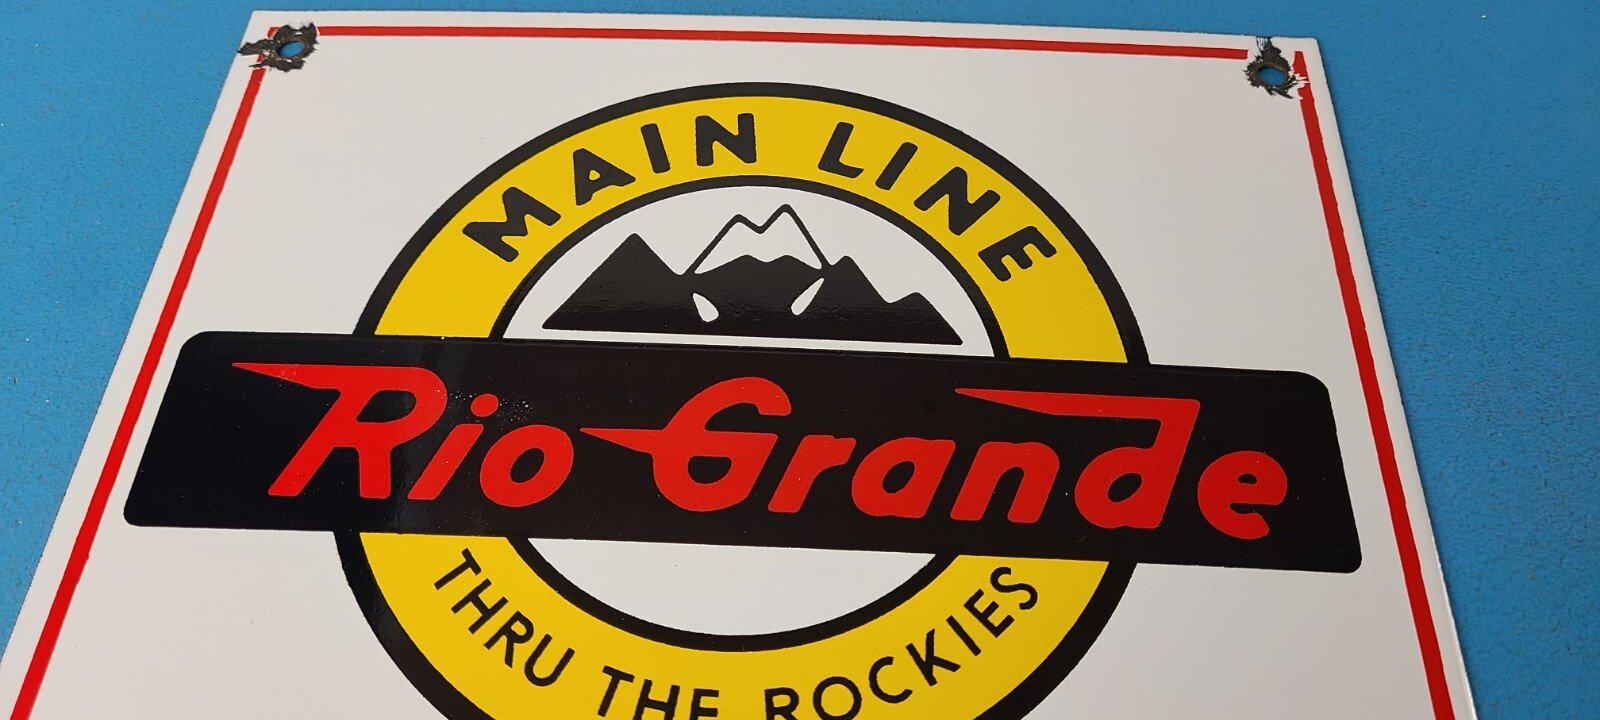 MAIN LINE
Rio Grande
THRU THE ROCKIES